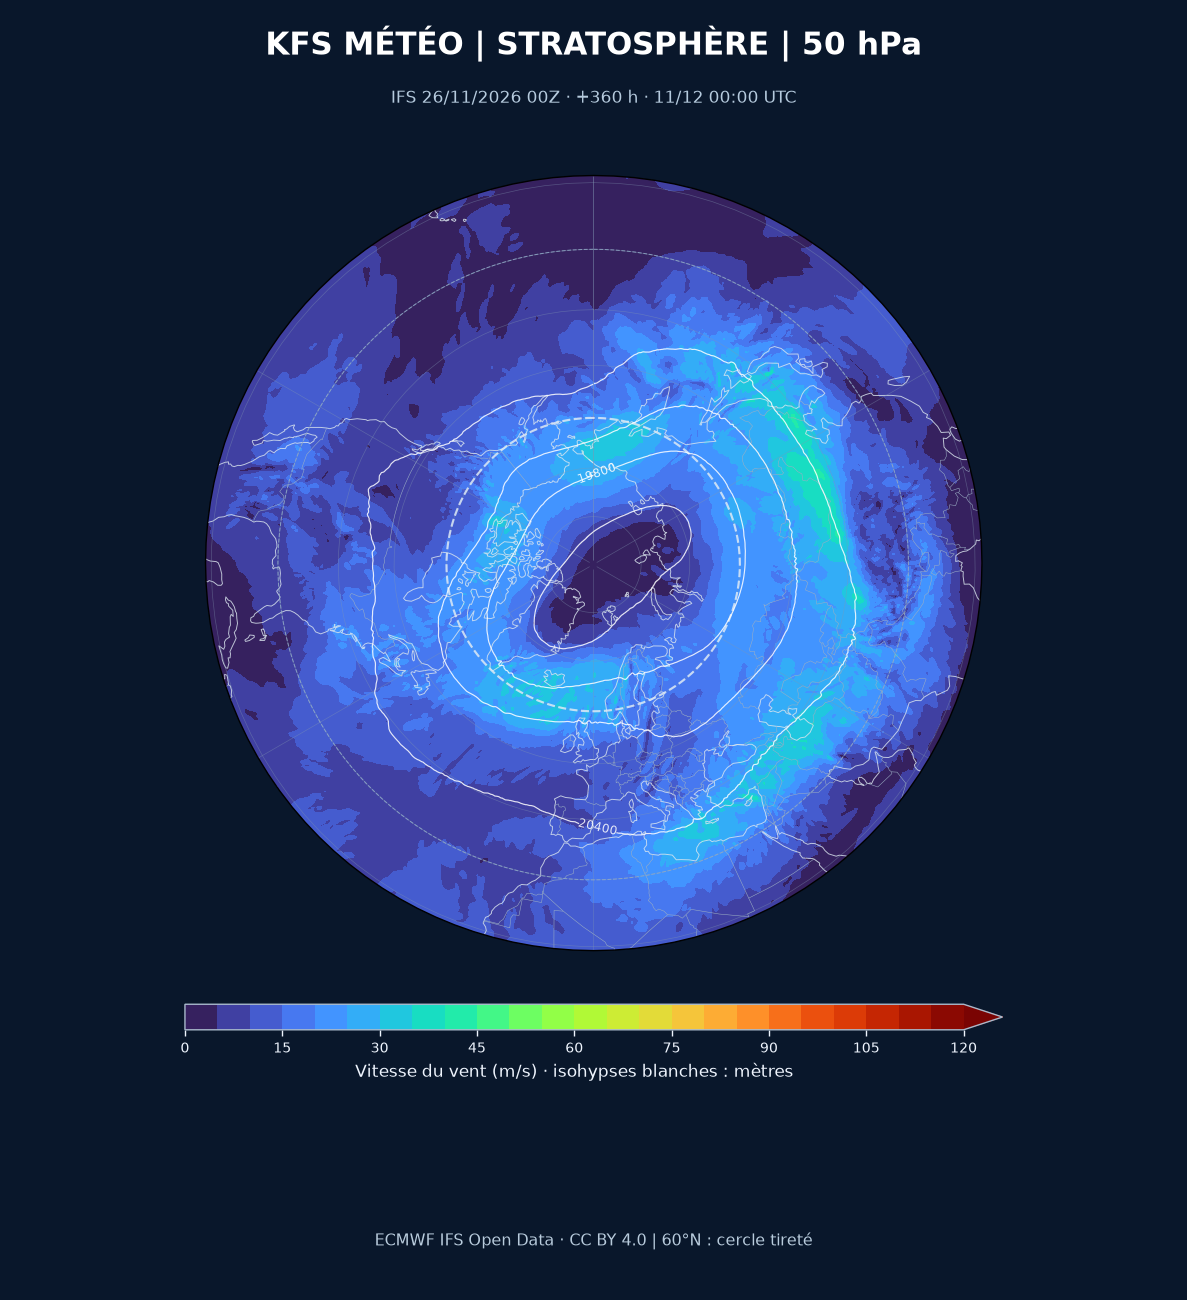 KFS MÉTÉO | STRATOSPHÈRE | 50 hPa
IFS 26/11/2026 00Z · +360 h · 11/12 00:00 UTC
19800
20400
0 15 30 45 60 75 90 105 120
Vitesse du vent (m/s) · isohypses blanches : mètres
ECMWF IFS Open Data · CC BY 4.0 | 60°N : cercle tireté